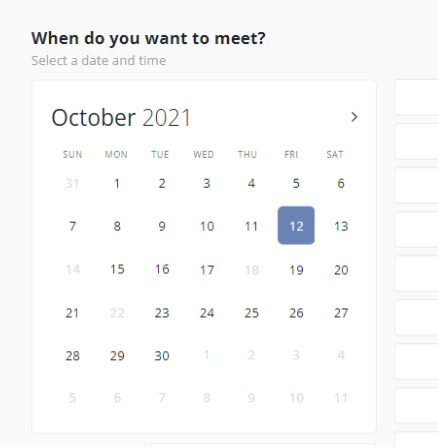 When do you want to meet?
Select a date and time
October 2021
SUN MON TUE WED THU FRI SAT
31 1 2 3 4 5 6
7 8 9 10 11 12 13
14 15 16 17 18 19 20
21 22 23 24 25 26 27
28 29 30 1 2 3 4
5 6 7 8 9 10 11